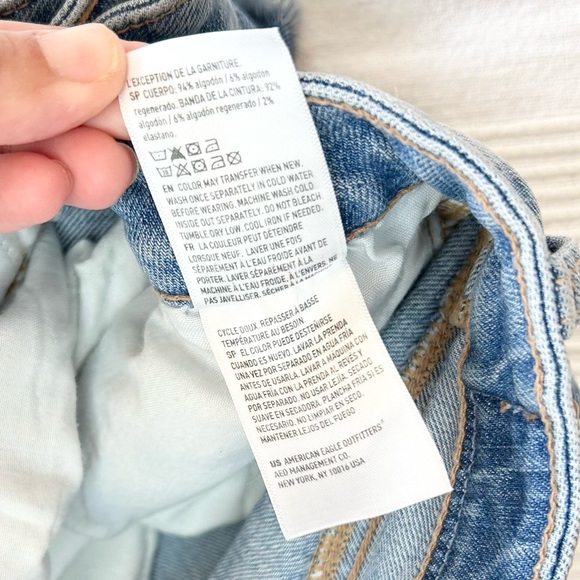 L'EXCEPTION DE LA GARNITURE.
SP CUERPO: 94% algodón / 6% algodón
regenerado. BANDA DE LA CINTURA: 92%
algodón / 6% algodón regenerado / 2%
elastano.
EN COLOR MAY TRANSFER WHEN NEW.
WASH ONCE SEPARATELY IN COLD WATER
BEFORE WEARING. MACHINE WASH COLD
INSIDE OUT SEPARATELY. DO NOT BLEACH.
TUMBLE DRY LOW. COOL IRON IF NEEDED.
FR LA COULEUR PEUT DÉTEINDRE
LORSQUE NEUF. LAVER UNE FOIS
SÉPARÉMENT À L'EAU FROIDE AVANT DE
PORTER. LAVER SÉPARÉMENT À LA
MACHINE, À L'EAU FROIDE, À L'ENVERS. NE
PAS JAVELLISER. SÉCHER À LA
CYCLE DOUX. REPASSER À BASSE
TEMPÉRATURE AU BESOIN
SP EL COLOR PUEDE DESTEÑIRSE
CUANDO ES NUEVO. LAVAR LA PRENDA
UNA VEZ POR SEPARADO EN AGUA FRÍA
ANTES DE USARLA. LAVAR A MÁQUINA CON
AGUA FRÍA CON LA PRENDA AL REVÉS Y
POR SEPARADO. NO USAR LEJÍA. SECADO
SUAVE EN SECADORA. PLANCHA FRÍA SI ES
NECESARIO. NO LIMPIAR EN SECO.
MANTENER LEJOS DEL FUEGO
US AMERICAN EAGLE OUTFITTERS®
AEO MANAGEMENT CO.
NEW YORK, NY 10016 USA